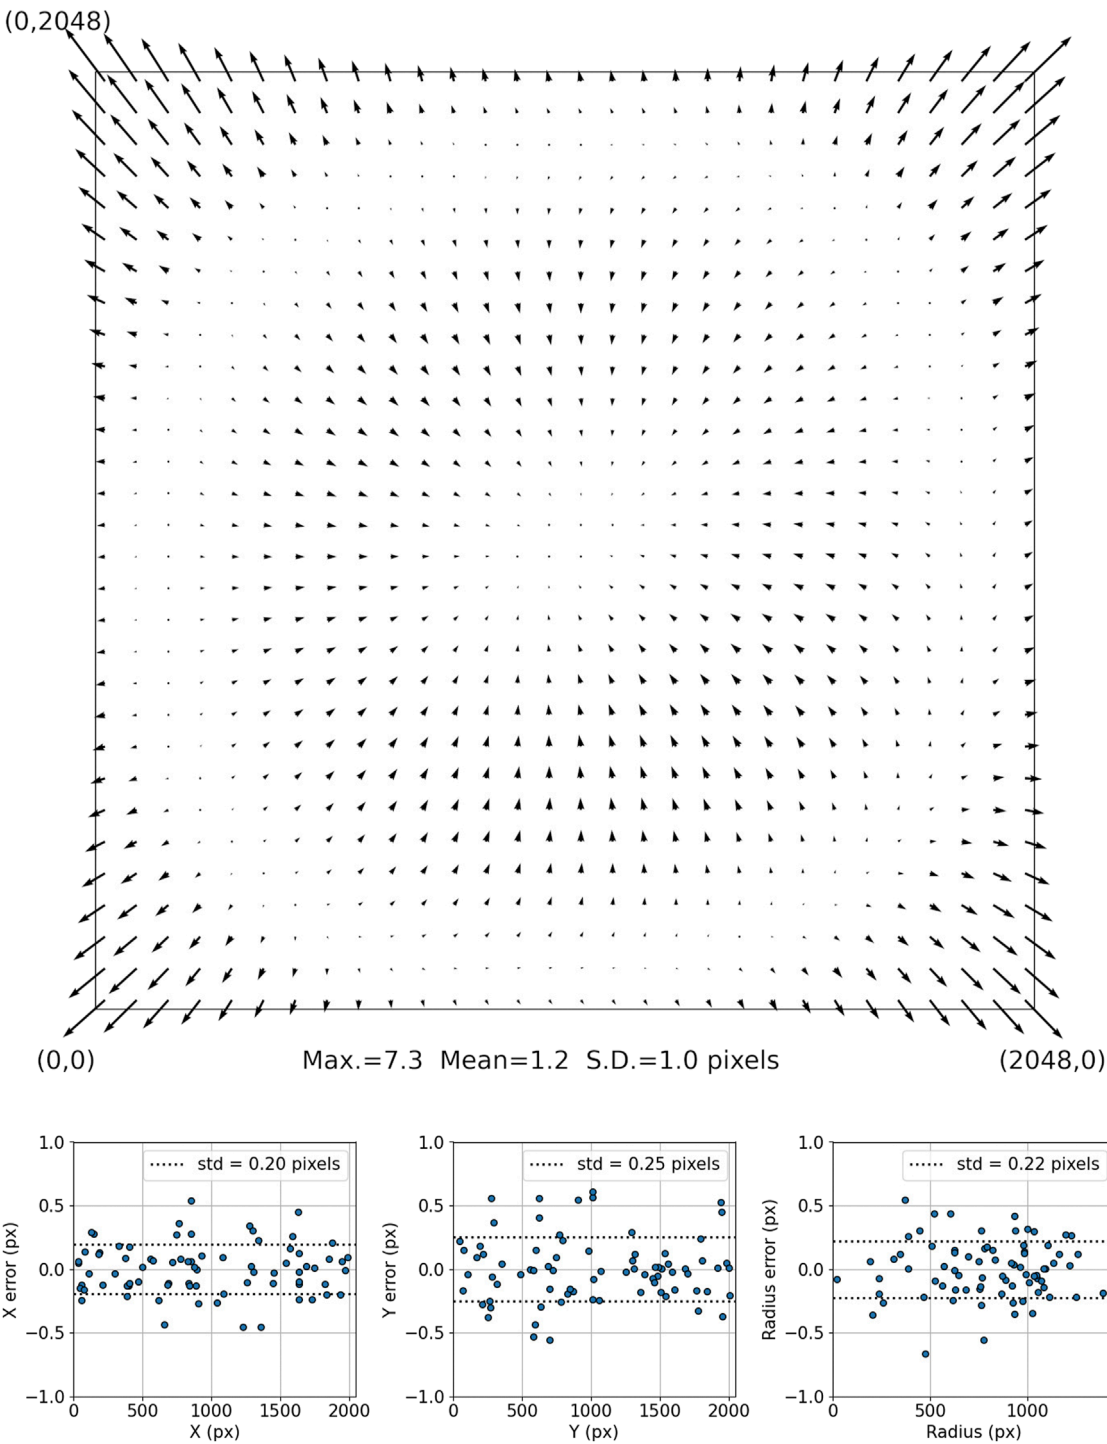 (0,2048)
(0,0) Max.=7.3 Mean=1.2 S.D.=1.0 pixels (2048,0)
X error (px)
1.0
0.5
0.0
−0.5
−1.0
std = 0.20 pixels
0 500 1000 1500 2000
X (px)
Y error (px)
1.0
0.5
0.0
−0.5
−1.0
std = 0.25 pixels
0 500 1000 1500 2000
Y (px)
Radius error (px)
1.0
0.5
0.0
−0.5
−1.0
std = 0.22 pixels
0 500 1000
Radius (px)